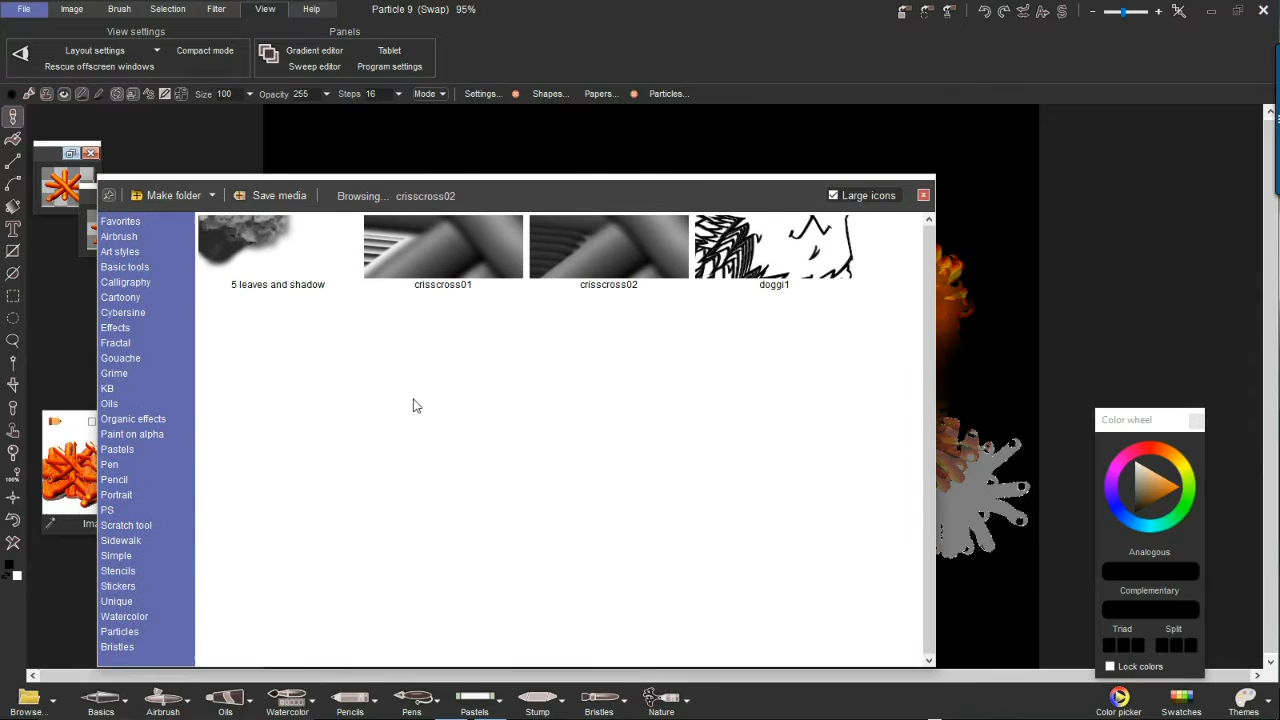 File Image Brush Selection Filter View Help Particle 9 (Swap) 95%
View settings Panels
Layout settings Compact mode Gradient editor Tablet
Rescue offscreen windows Sweep editor Program settings
Size 100 Opacity 255 Steps 16 Mode Settings... Shapes... Papers... Particles...
Make folder Save media Browsing... crisscross02 Large icons
Favorites
Airbrush
Art styles
Basic tools
Calligraphy
Cartoony
Cybersine
Effects
Fractal
Gouache
Grime
KB
Oils
Organic effects
Paint on alpha
Pastels
Pen
Pencil
Portrait
PS
Scratch tool
Sidewalk
Simple
Stencils
Stickers
Unique
Watercolor
Particles
Bristles
5 leaves and shadow crisscross01 crisscross02 doggi1
100%
Ima
Color wheel
Analogous
Complementary
Triad Split
Lock colors
Browse... Basics Airbrush Oils Watercolor Pencils Pens Pastels Stump Bristles Nature Color picker Swatches Themes